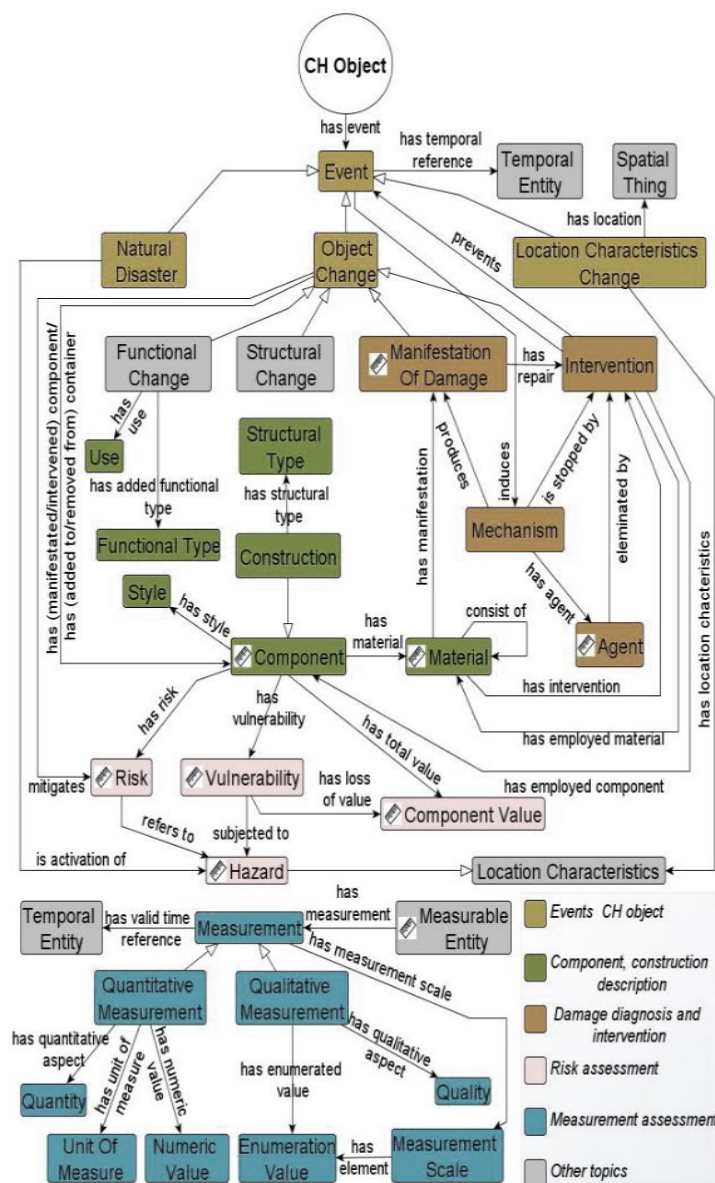 CH Object
has event
Event
has temporal
reference
Temporal
Entity
Spatial
Thing
has location
Natural
Disaster
Object
Change
prevents
Location Characteristics
Change
Functional
Change
Structural
Change
Manifestation
Of Damage
has
repair
Intervention
has
use
Use
Structural
Type
has added functional
type
has structural
type
Functional Type
Construction
has manifestation
produces
induces
is stopped by
eleminated by
Mechanism
has agent
Agent
has (manifestated/intervened) component/
has (added to/removed from) container
has location chacteristics
Style
has style
Component
has
material
Material
consist of
has intervention
has employed material
has risk
has
vulnerability
has total value
has employed component
mitigates
Risk
Vulnerability
has loss
of value
Component Value
refers to
subjected to
is activation of
Hazard
Location Characteristics
Temporal
Entity
has valid time
reference
Measurement
has
measurement
Measurable
Entity
has measurement scale
Quantitative
Measurement
Qualitative
Measurement
has quantitative
aspect
has unit of
measure
has numeric
value
has enumerated
value
has qualitative
aspect
Quantity
Quality
Unit Of
Measure
Numeric
Value
Enumeration
Value
has
element
Measurement
Scale
Events CH object
Component, construction
description
Damage diagnosis and
intervention
Risk assessment
Measurement assessment
Other topics